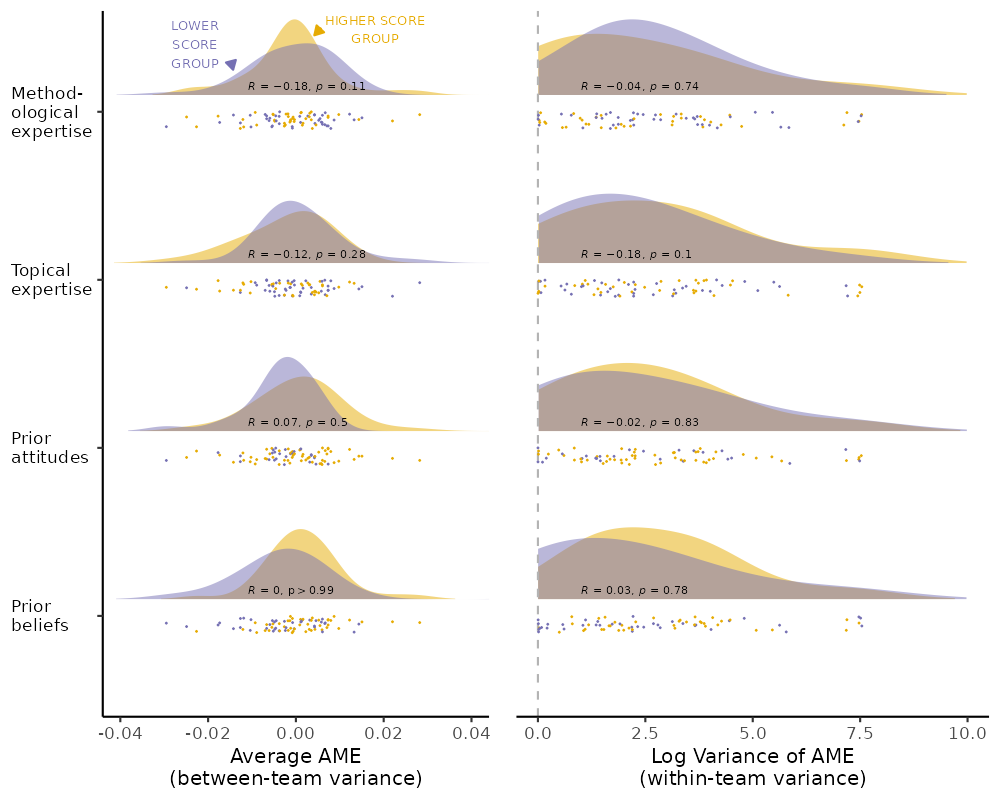 LOWER
SCORE
GROUP
HIGHER SCORE
GROUP
Method-
ological
expertise
R = −0.18, p = 0.11
R = −0.04, p = 0.74
Topical
expertise
R = −0.12, p = 0.28
R = −0.18, p = 0.1
Prior
attitudes
R = 0.07, p = 0.5
R = −0.02, p = 0.83
Prior
beliefs
R = 0, p > 0.99
R = 0.03, p = 0.78
-0.04 -0.02 0.00 0.02 0.04
0.0 2.5 5.0 7.5 10.0
Average AME
(between-team variance)
Log Variance of AME
(within-team variance)